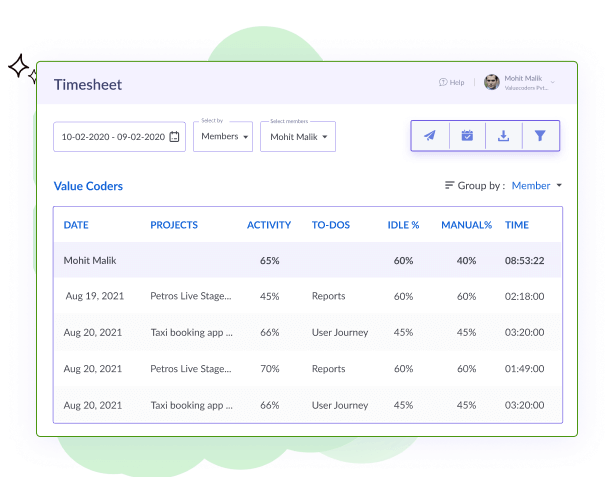 Timesheet
Help
Mohit Malik
Valuecoders Pvt...
10-02-2020 - 09-02-2020
Select by
Members
Select members
Mohit Malik
Value Coders
Group by : Member
DATE PROJECTS ACTIVITY TO-DOS IDLE % MANUAL% TIME
Mohit Malik 65% 60% 40% 08:53:22
Aug 19, 2021 Petros Live Stage... 45% Reports 60% 60% 02:18:00
Aug 20, 2021 Taxi booking app ... 66% User Journey 45% 45% 03:20:00
Aug 20, 2021 Petros Live Stage... 70% Reports 60% 60% 01:49:00
Aug 20, 2021 Taxi booking app ... 66% User Journey 45% 45% 03:20:00